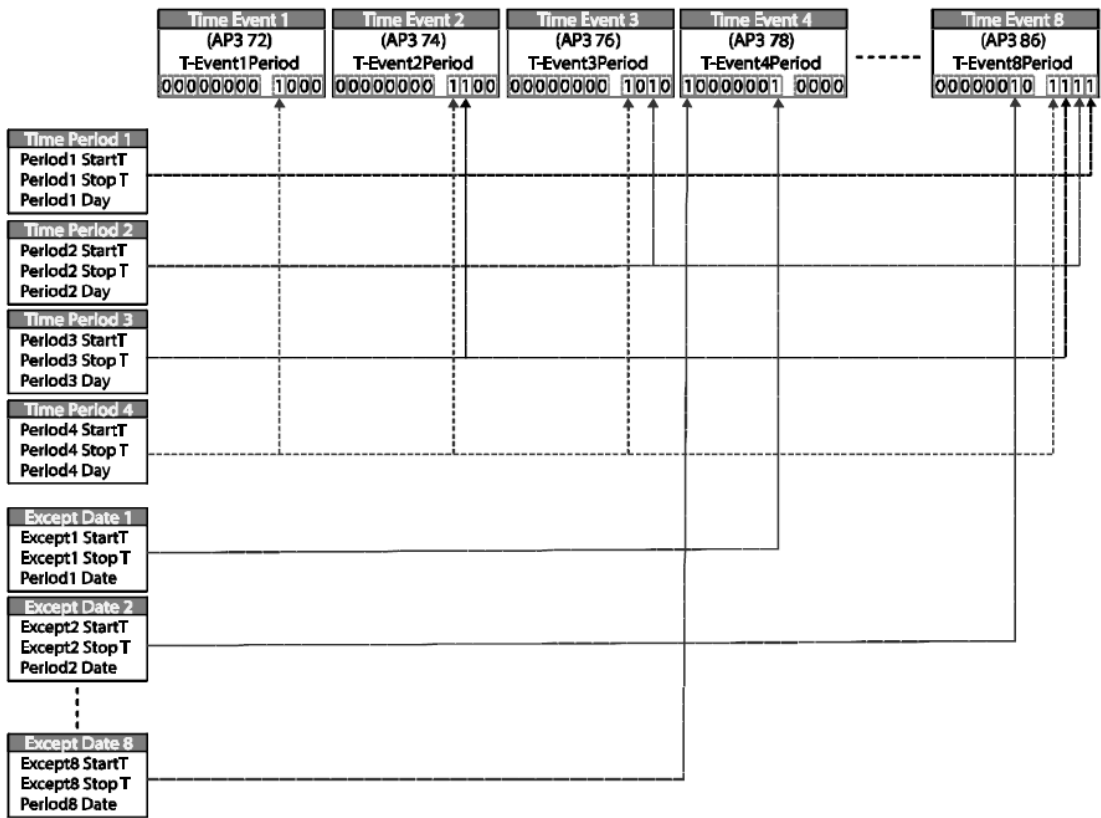 Time Event 1
(AP3 72)
T-Event1Period
00000000 1000
Time Event 2
(AP3 74)
T-Event2Period
00000000 1100
Time Event 3
(AP3 76)
T-Event3Period
00000000 1010
Time Event 4
(AP3 78)
T-Event4Period
10000001 0000
Time Event 8
(AP3 86)
T-Event8Period
00000010 1111
Time Period 1
Period1 StartT
Period1 Stop T
Period1 Day
Time Period 2
Period2 StartT
Period2 Stop T
Period2 Day
Time Period 3
Period3 StartT
Period3 Stop T
Period3 Day
Time Period 4
Period4 StartT
Period4 Stop T
Period4 Day
Except Date 1
Except1 StartT
Except1 Stop T
Period1 Date
Except Date 2
Except2 StartT
Except2 Stop T
Period2 Date
Except Date 8
Except8 StartT
Except8 Stop T
Period8 Date